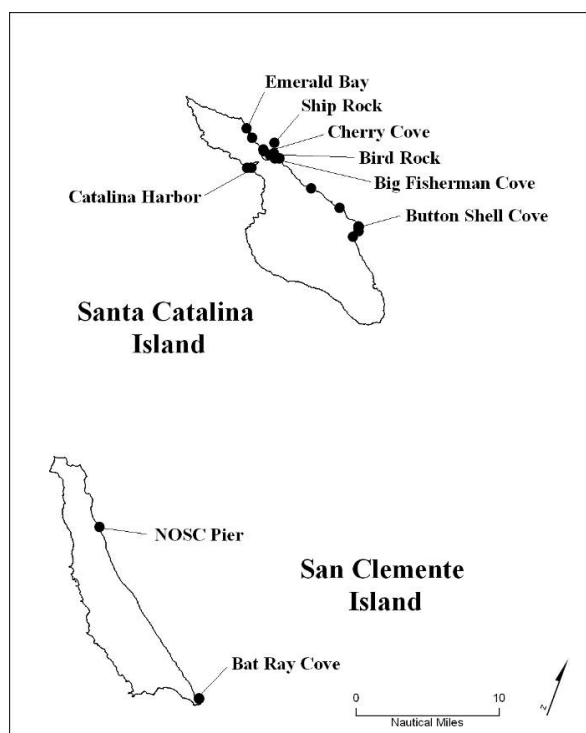 Emerald Bay
Ship Rock
Cherry Cove
Bird Rock
Big Fisherman Cove
Catalina Harbor
Button Shell Cove
Santa Catalina
Island
NOSC Pier
San Clemente
Island
Bat Ray Cove
0 10
Nautical Miles
N